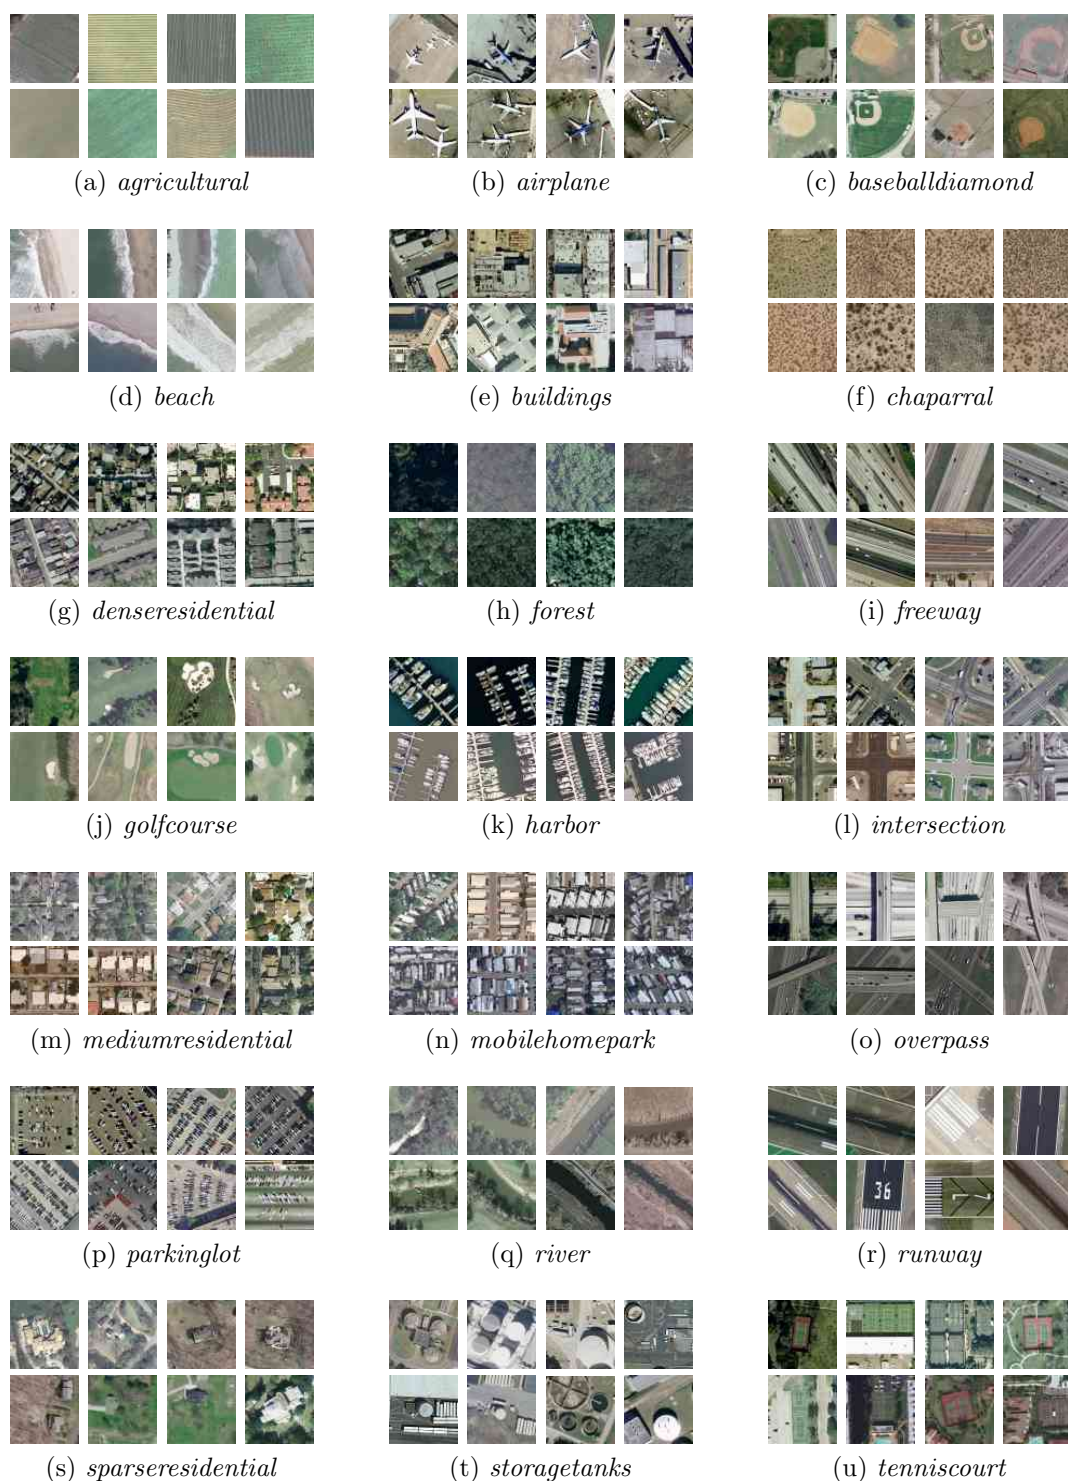 (a) agricultural
(b) airplane
(c) baseballdiamond
(d) beach
(e) buildings
(f) chaparral
(g) denseresidential
(h) forest
(i) freeway
(j) golfcourse
(k) harbor
(l) intersection
(m) mediumresidential
(n) mobilehomepark
(o) overpass
(p) parkinglot
(q) river
36
(r) runway
(s) sparseresidential
(t) storagetanks
(u) tenniscourt